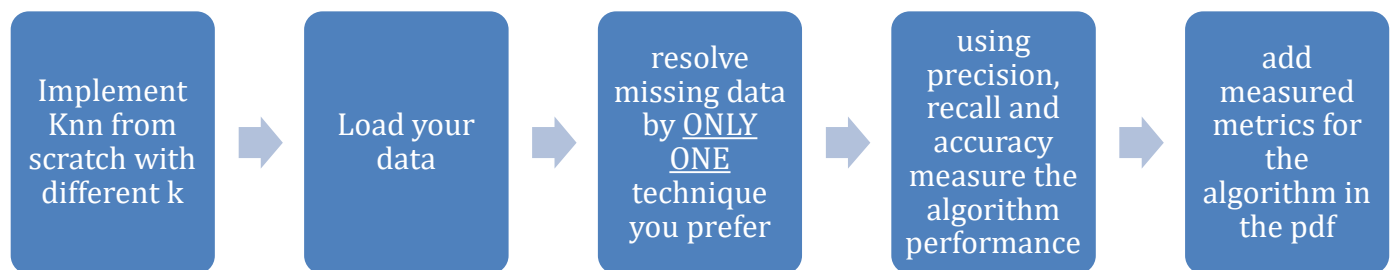 Implement
Knn from
scratch with
different k
Load your
data
resolve
missing data
by ONLY
ONE
technique
you prefer
using
precision,
recall and
accuracy
measure the
algorithm
performance
add
measured
metrics for
the
algorithm in
the pdf